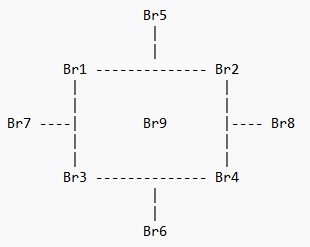 Br5
Br1 -------------- Br2
Br7 ----| Br9 |---- Br8
Br3 -------------- Br4
Br6